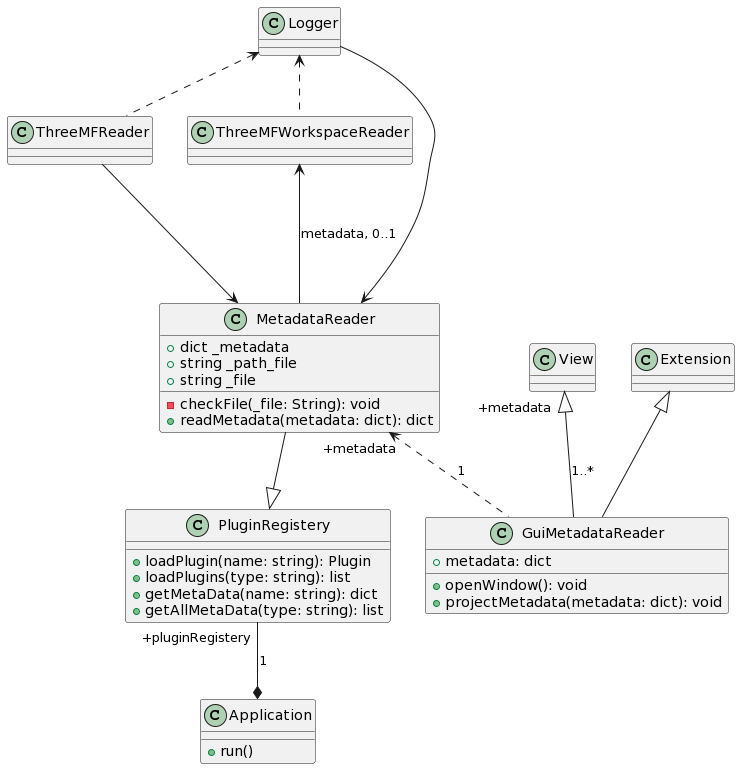 C Logger
C ThreeMFReader
C ThreeMFWorkspaceReader
metadata, 0..1
C MetadataReader
dict _metadata
string _path_file
string _file
checkFile(_file: String): void
readMetadata(metadata: dict): dict
C View
C Extension
+metadata
1..*
+metadata
1
C PluginRegistery
loadPlugin(name: string): Plugin
loadPlugins(type: string): list
getMetaData(name: string): dict
getAllMetaData(type: string): list
C GuiMetadataReader
metadata: dict
openWindow(): void
projectMetadata(metadata: dict): void
+pluginRegistery
1
C Application
run()